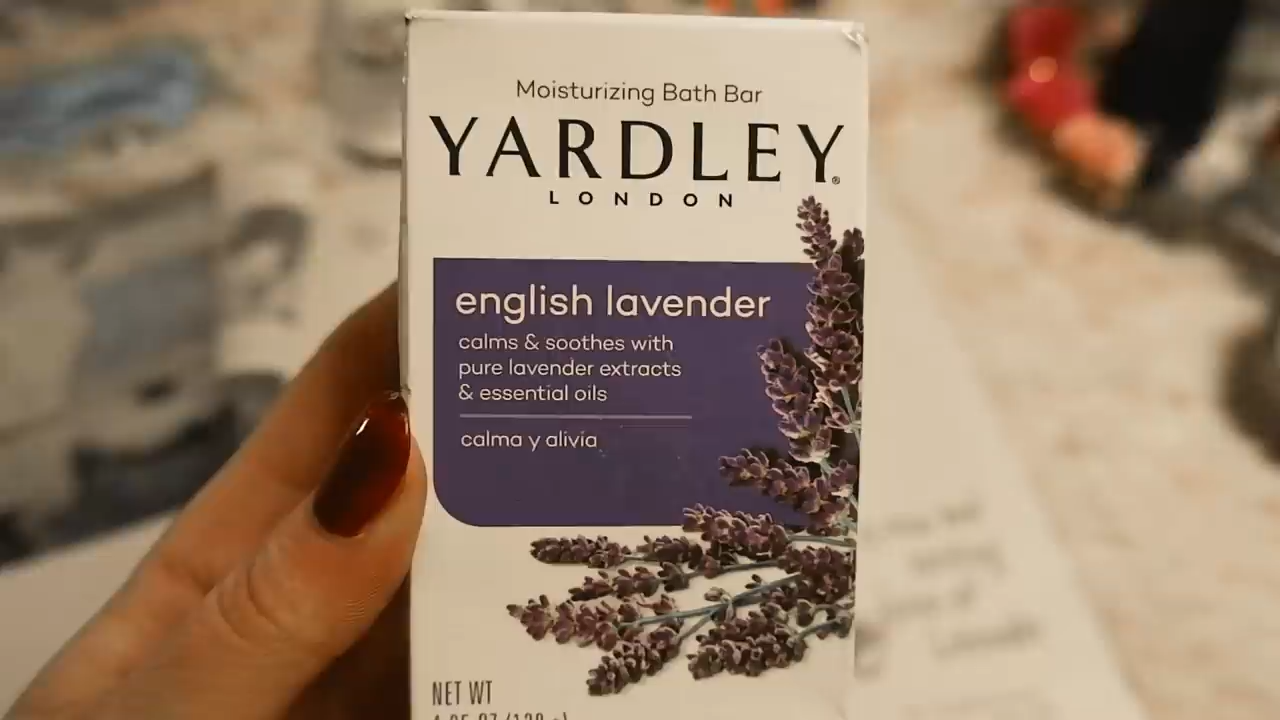 Moisturizing Bath Bar
YARDLEY®
LONDON
english lavender
calms & soothes with
pure lavender extracts
& essential oils
calma y alivia
NET WT